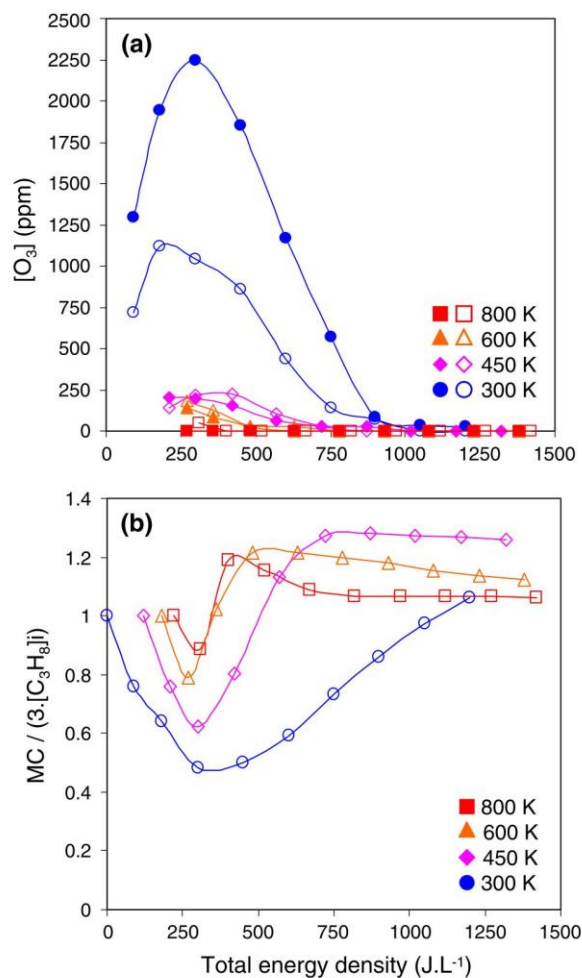 (a)
2500
2250
2000
1750
1500
1250
1000
750
500
250
0
[O₃] (ppm)
800 K
600 K
450 K
300 K
0 250 500 750 1000 1250 1500
(b)
1.4
1.2
1
0.8
0.6
0.4
0.2
0
MC / (3.[C₃H₈]i)
800 K
600 K
450 K
300 K
0 250 500 750 1000 1250 1500
Total energy density (J.L⁻¹)